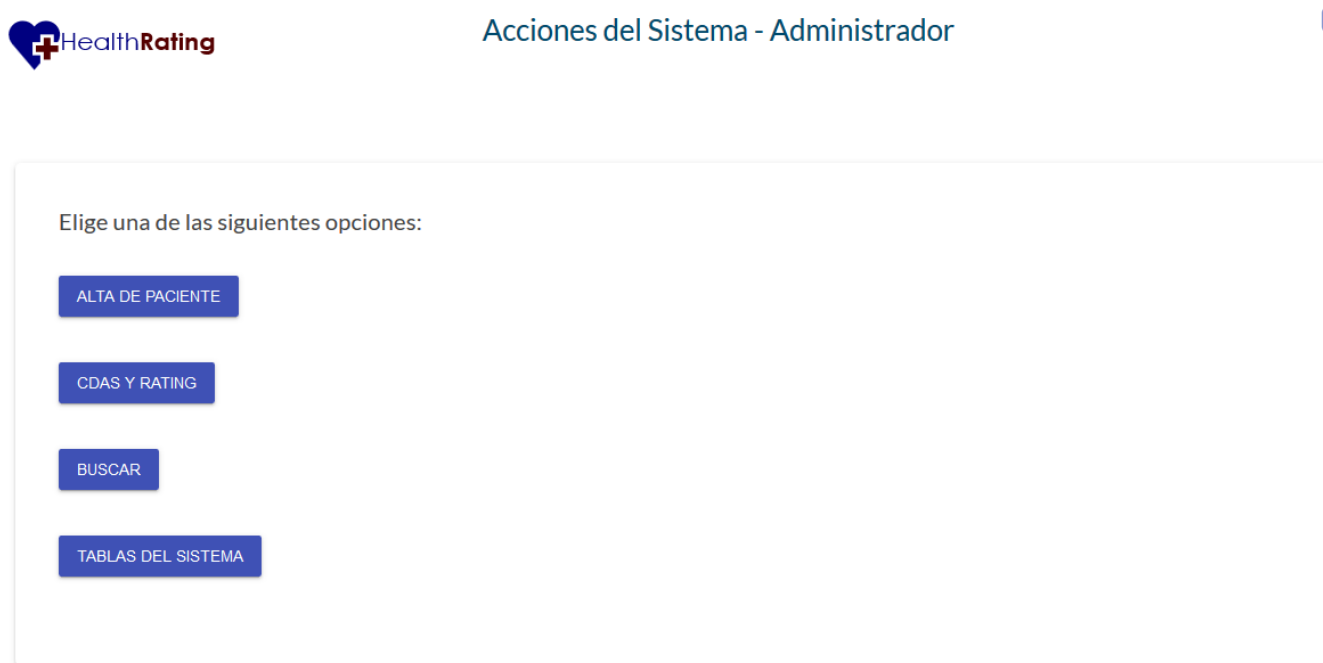 HealthRating
Acciones del Sistema - Administrador
Elige una de las siguientes opciones:
ALTA DE PACIENTE
CDAS Y RATING
BUSCAR
TABLAS DEL SISTEMA